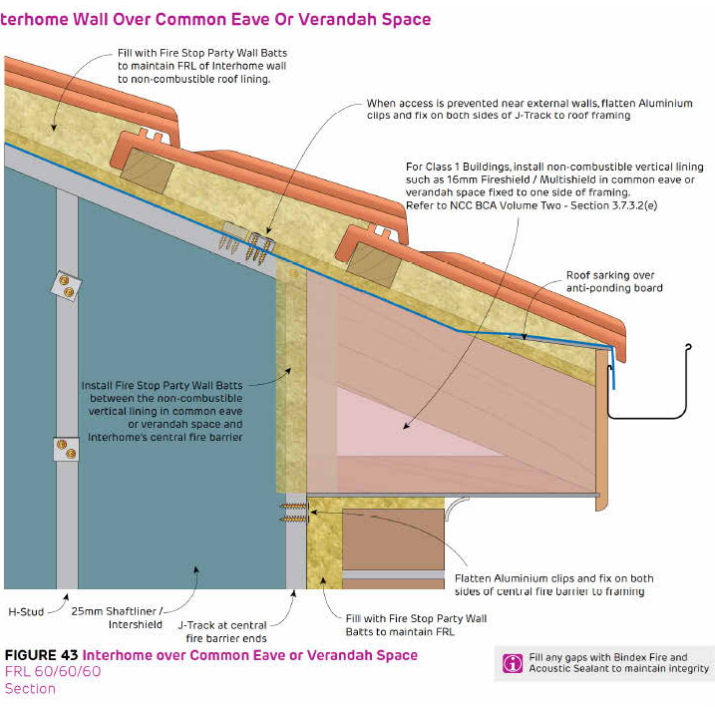 terhome Wall Over Common Eave Or Verandah Space
Fill with Fire Stop Party Wall Batts
to maintain FRL of Interhome wall
to non-combustible roof lining.
When access is prevented near external walls, flatten Aluminium
clips and fix on both sides of J-Track to roof framing
For Class 1 Buildings, install non-combustible vertical lining
such as 16mm Fireshield / Multishield in common eave or
verandah space fixed to one side of framing.
Refer to NCC BCA Volume Two - Section 3.7.3.2(e)
Roof sarking over
anti-ponding board
Install Fire Stop Party Wall Batts
between the non-combustible
vertical lining in common eave
or verandah space and
Interhome's central fire barrier
Flatten Aluminium clips and fix on both
sides of central fire barrier to framing
H-Stud
25mm Shaftliner /
Intershield
J-Track at central
fire barrier ends
Fill with Fire Stop Party Wall
Batts to maintain FRL
FIGURE 43 Interhome over Common Eave or Verandah Space
FRL 60/60/60
Section
Fill any gaps with Bindex Fire and
Acoustic Sealant to maintain integrity